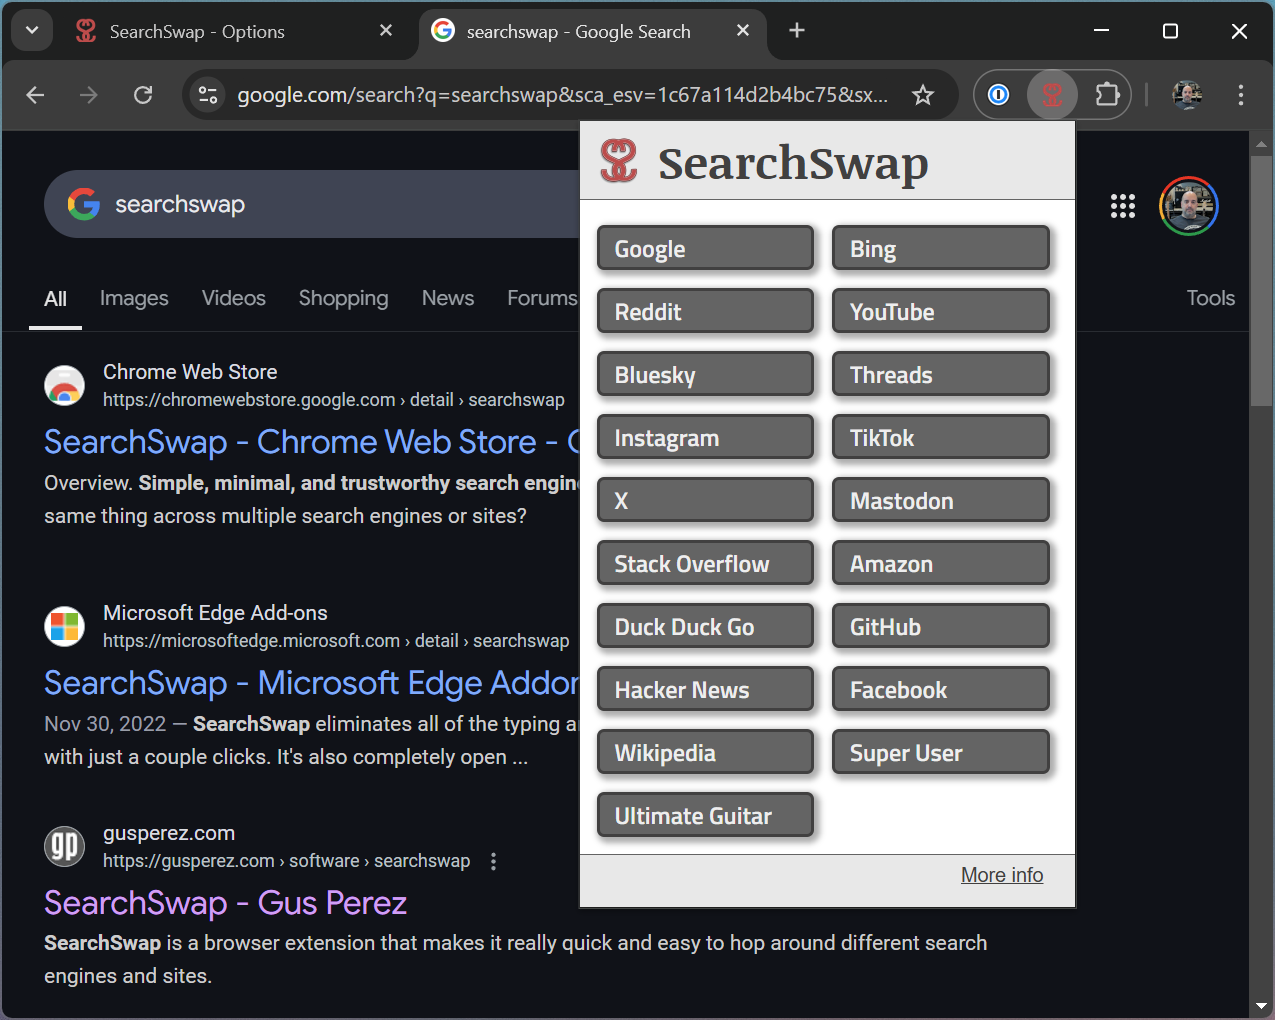 SearchSwap - Options
searchswap - Google Search
google.com/search?q=searchswap&sca_esv=1c67a114d2b4bc75&sx...
SearchSwap
searchswap
Google
Bing
All
Images
Videos
Shopping
News
Forums
Tools
Reddit
YouTube
Bluesky
Threads
Instagram
TikTok
X
Mastodon
Stack Overflow
Amazon
Duck Duck Go
GitHub
Hacker News
Facebook
Wikipedia
Super User
Ultimate Guitar
More info
Chrome Web Store
https://chromewebstore.google.com › detail › searchswap
SearchSwap - Chrome Web Store -
Overview. Simple, minimal, and trustworthy search
same thing across multiple search engines or sites?
Microsoft Edge Add-ons
https://microsoftedge.microsoft.com › detail › searchswap
SearchSwap - Microsoft Edge
Nov 30, 2022 — SearchSwap eliminates all of the typing
with just a couple clicks. It's also completely open ...
gp
gusperez.com
https://gusperez.com › software › searchswap
SearchSwap - Gus Perez
SearchSwap is a browser extension that makes it really quick and easy to hop around different search
engines and sites.